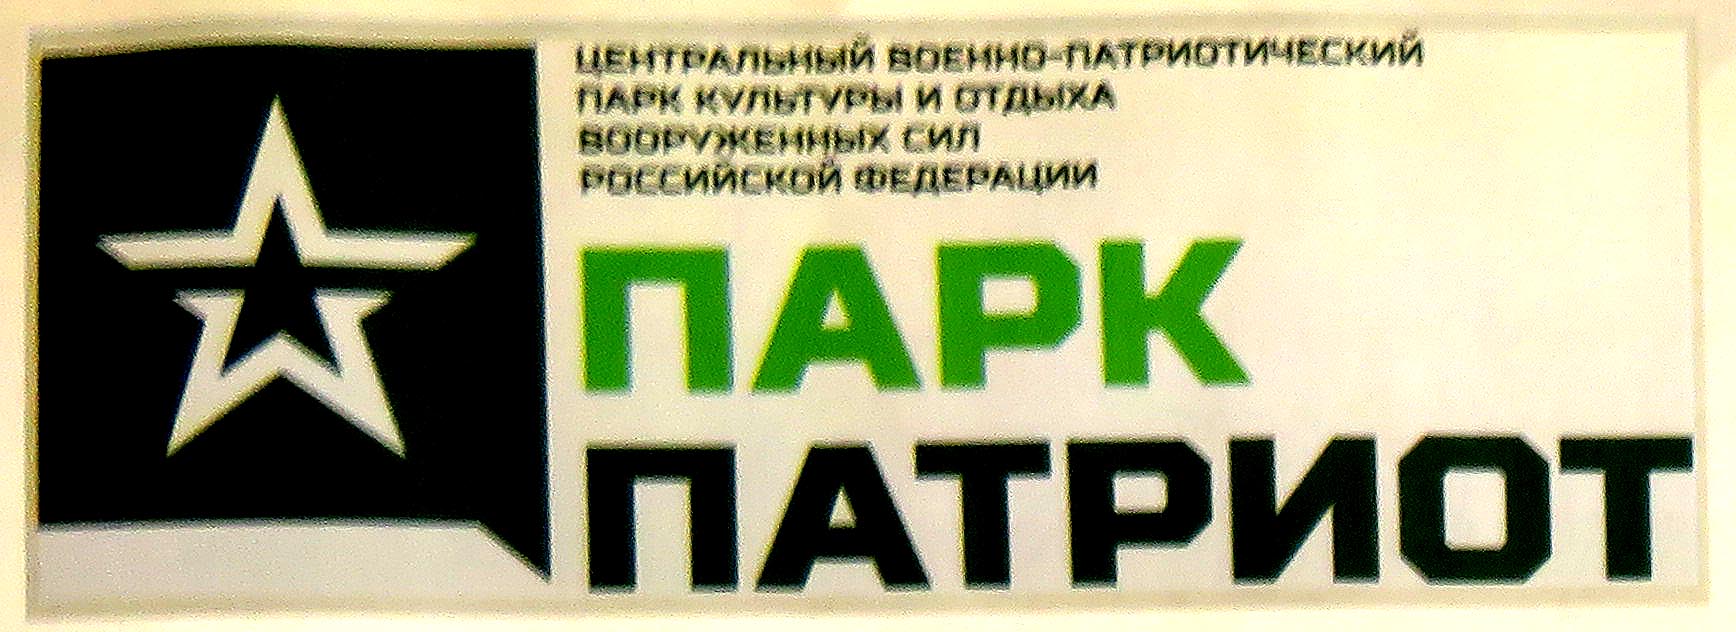 ЦЕНТРАЛЬНЫЙ ВОЕННО-ПАТРИОТИЧЕСКИЙ
ПАРК КУЛЬТУРЫ И ОТДЫХА
ВООРУЖЕННЫХ СИЛ
РОССИЙСКОЙ ФЕДЕРАЦИИ
ПАРК
ПАТРИОТ